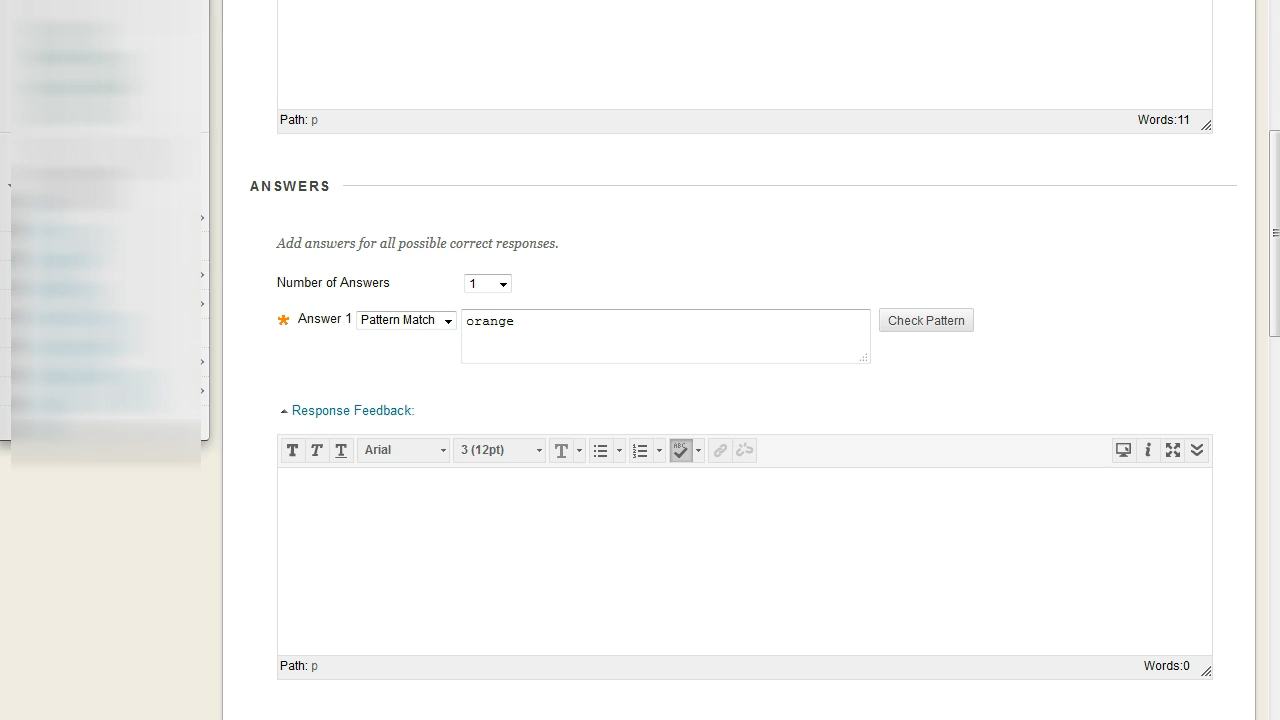 Path: p
Words:11
ANSWERS
Add answers for all possible correct responses.
Number of Answers 1
Answer 1 Pattern Match orange Check Pattern
Response Feedback:
T T T Arial 3 (12pt) T ABC i
Path: p
Words:0